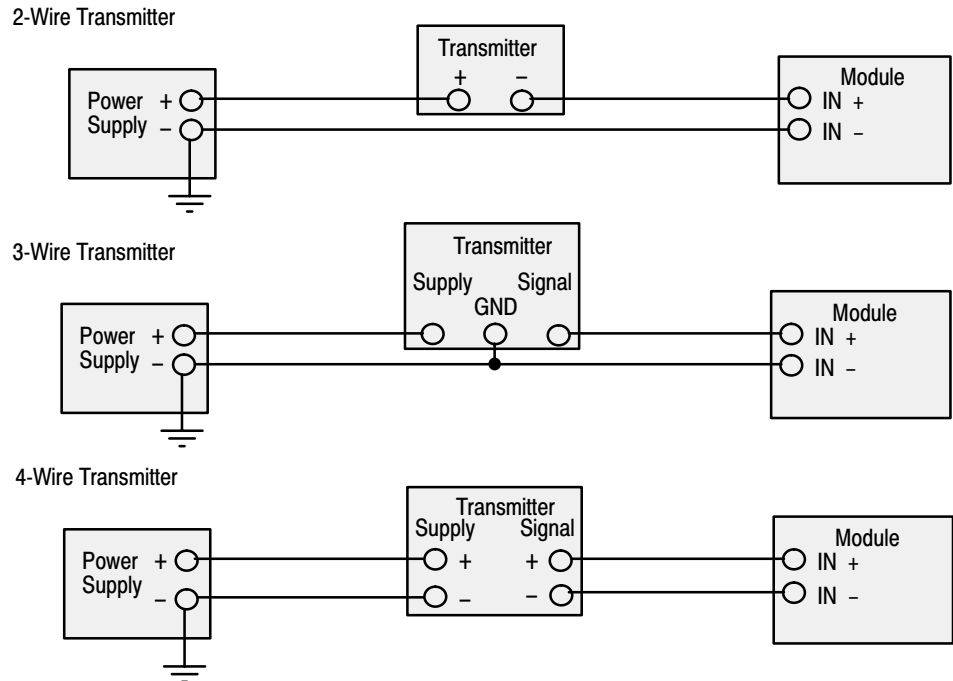 2-Wire Transmitter
Transmitter
+ –
Module
Power +
Supply –
IN +
IN –
3-Wire Transmitter
Transmitter
Supply Signal
GND
Module
Power +
Supply –
IN +
IN –
4-Wire Transmitter
Transmitter
Supply Signal
Module
Power +
Supply
–
+ +
– –
IN +
IN –